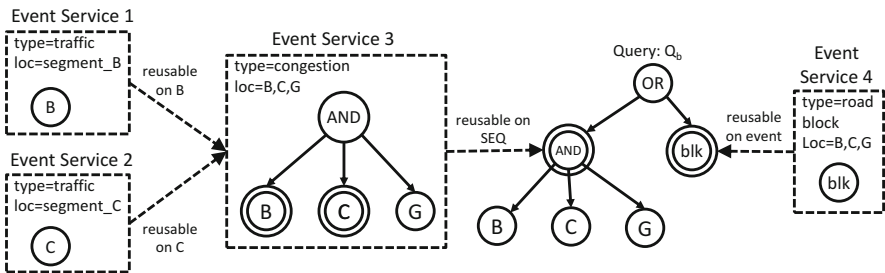 Event Service 1
type=traffic
loc=segment_B
B
reusable
on B
Event Service 2
type=traffic
loc=segment_C
C
reusable
on C
Event Service 3
type=congestion
loc=B,C,G
AND
B
C
G
reusable on
SEQ
Query: Qb
OR
AND
blk
B
C
G
reusable
on event
Event
Service 4
type=road
block
Loc=B,C,G
blk